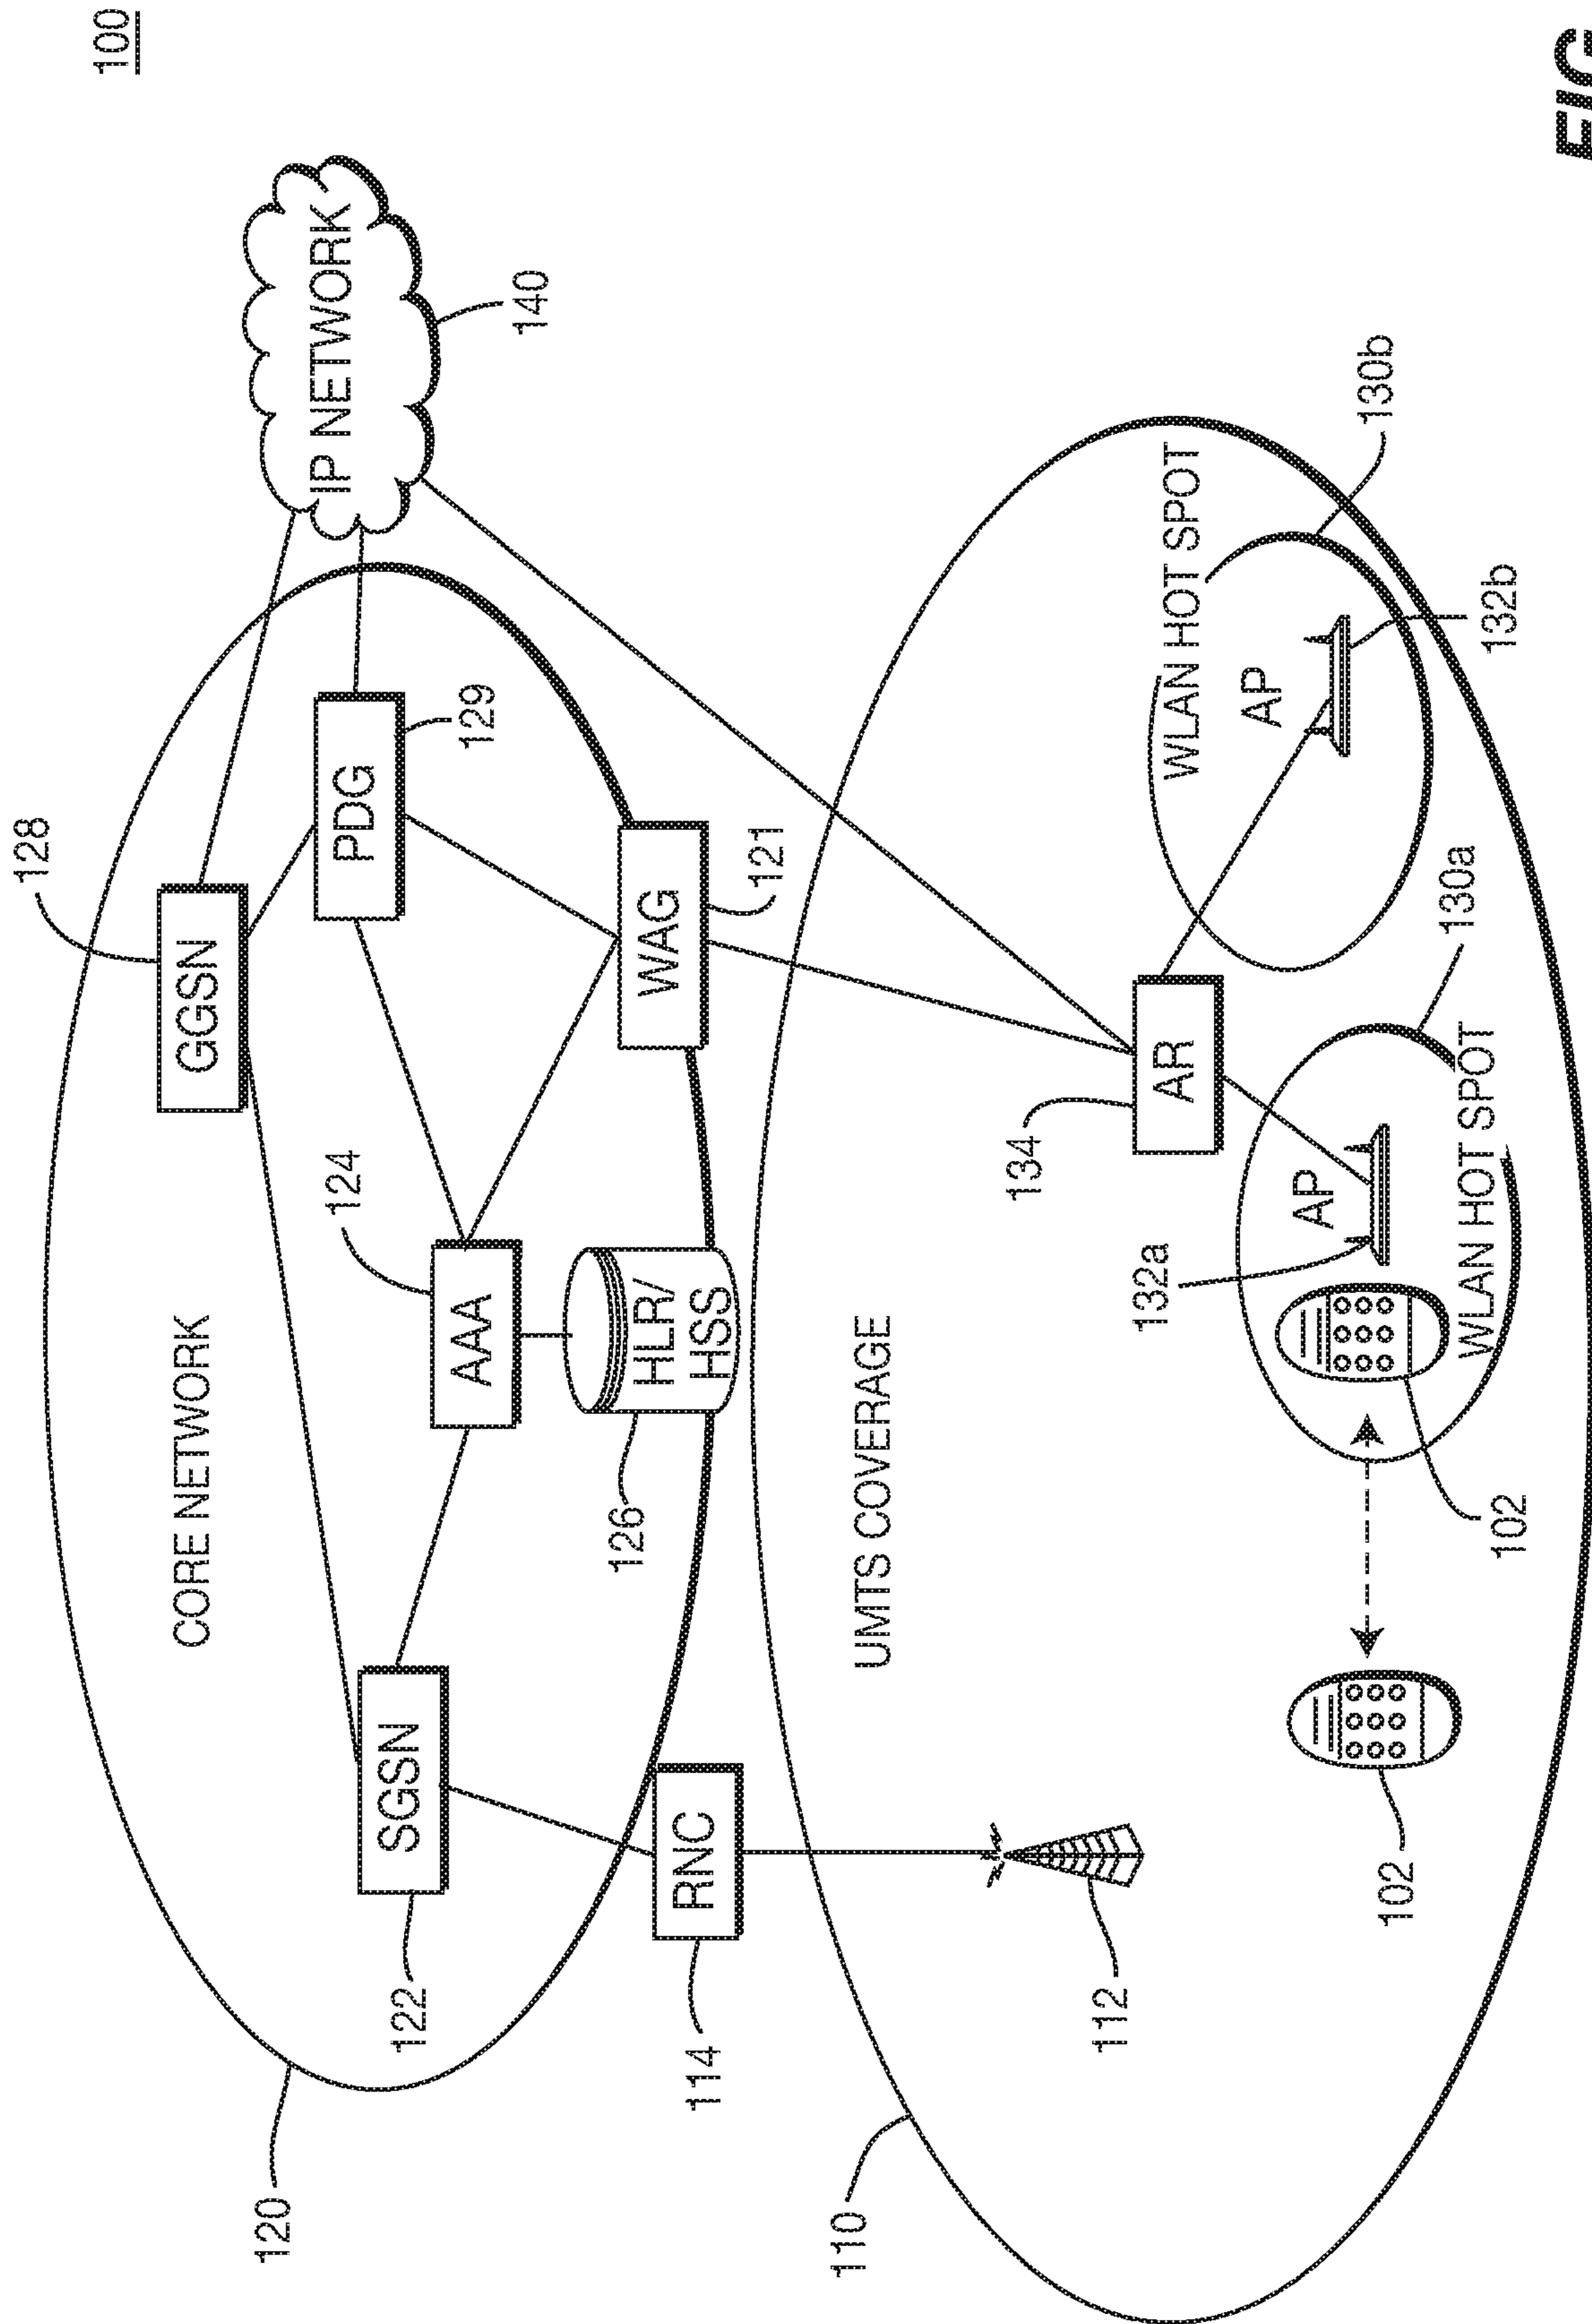 100
128
GGSN
IP NETWORK
140
PDG
129
CORE NETWORK
124
AAA
WAG
121
HLR/
HSS
126
SGSN
122
120
RNC
114
UMTS COVERAGE
110
112
134
AR
WLAN HOT SPOT
130b
AP
132b
130a
AP
132a
WLAN HOT SPOT
102
102